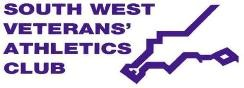 SOUTH WEST
VETERANS'
ATHLETICS
CLUB